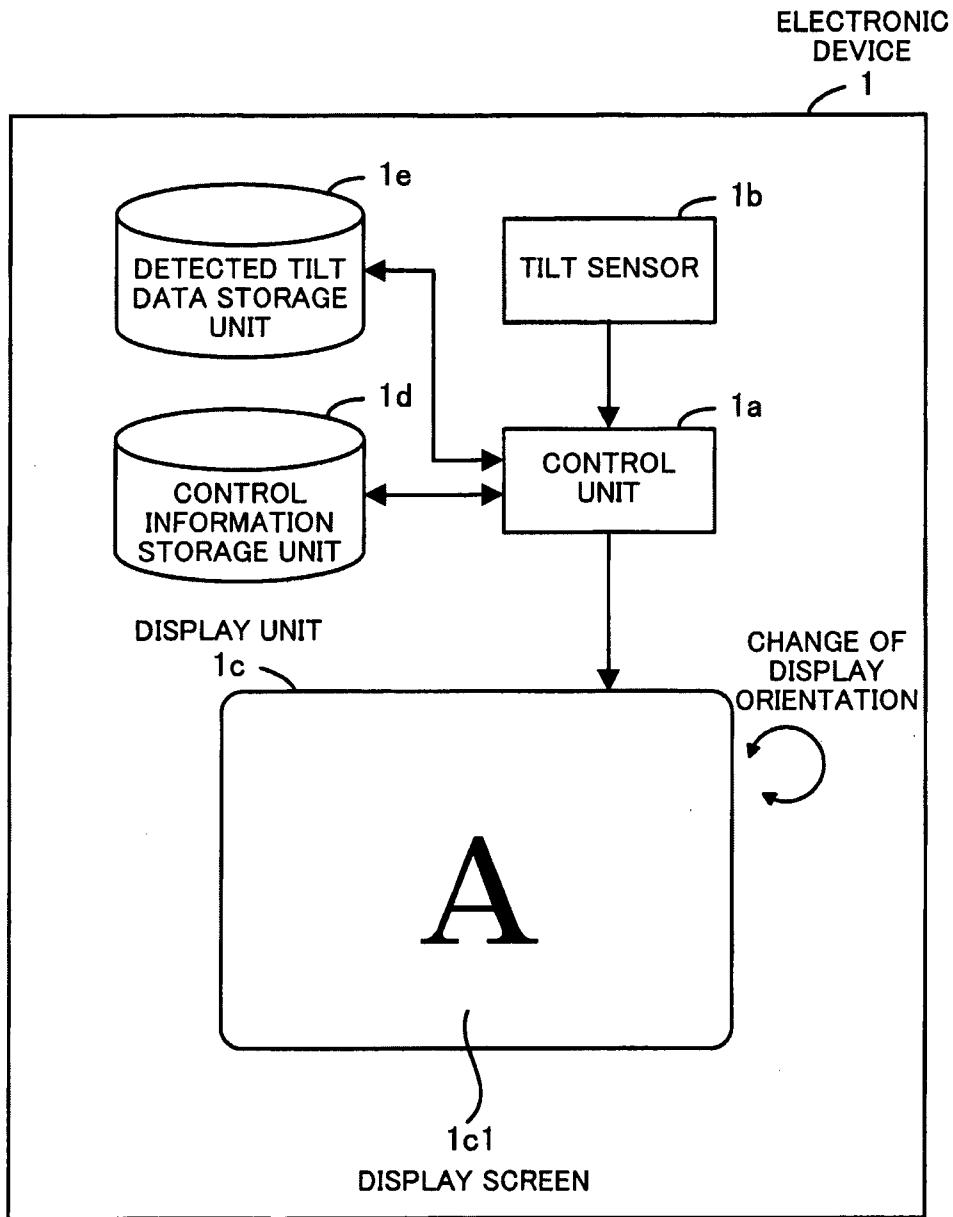 ELECTRONIC
DEVICE
1
1e
1b
DETECTED TILT
DATA STORAGE
UNIT
TILT SENSOR
1d
1a
CONTROL
INFORMATION
STORAGE UNIT
CONTROL
UNIT
DISPLAY UNIT
1c
CHANGE OF
DISPLAY
ORIENTATION
A
1c1
DISPLAY SCREEN